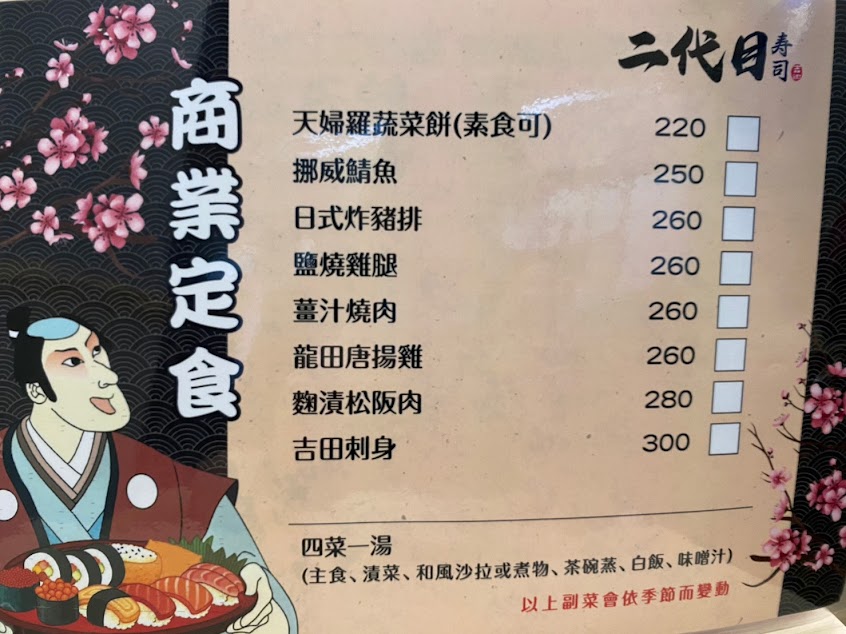 二代目
寿司
商業定食
天婦羅蔬菜餅(素食可) 220
挪威鯖魚 250
日式炸豬排 260
鹽燒雞腿 260
薑汁燒肉 260
龍田唐揚雞 260
麴漬松阪肉 280
吉田刺身 300
四菜一湯
(主食、漬菜、和風沙拉或煮物、茶碗蒸、白飯、味噌汁)
以上副菜會依季節而變動